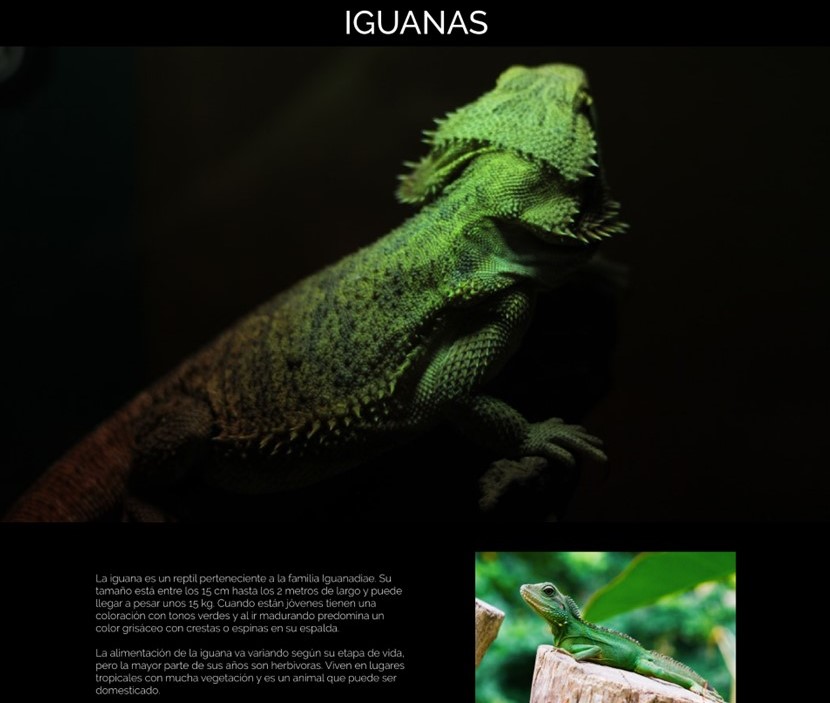 IGUANAS
La iguana es un reptil perteneciente a la familia Iguanadiae. Su
tamaño está entre los 15 cm hasta los 2 metros de largo y puede
llegar a pesar unos 15 kg. Cuando están jóvenes tienen una
coloración con tonos verdes y al ir madurando predomina un
color grisáceo con crestas o espinas en su espalda.
La alimentación de la iguana va variando según su etapa de vida,
pero la mayor parte de sus años son herbívoras. Viven en lugares
tropicales con mucha vegetación y es un animal que puede ser
domesticado.